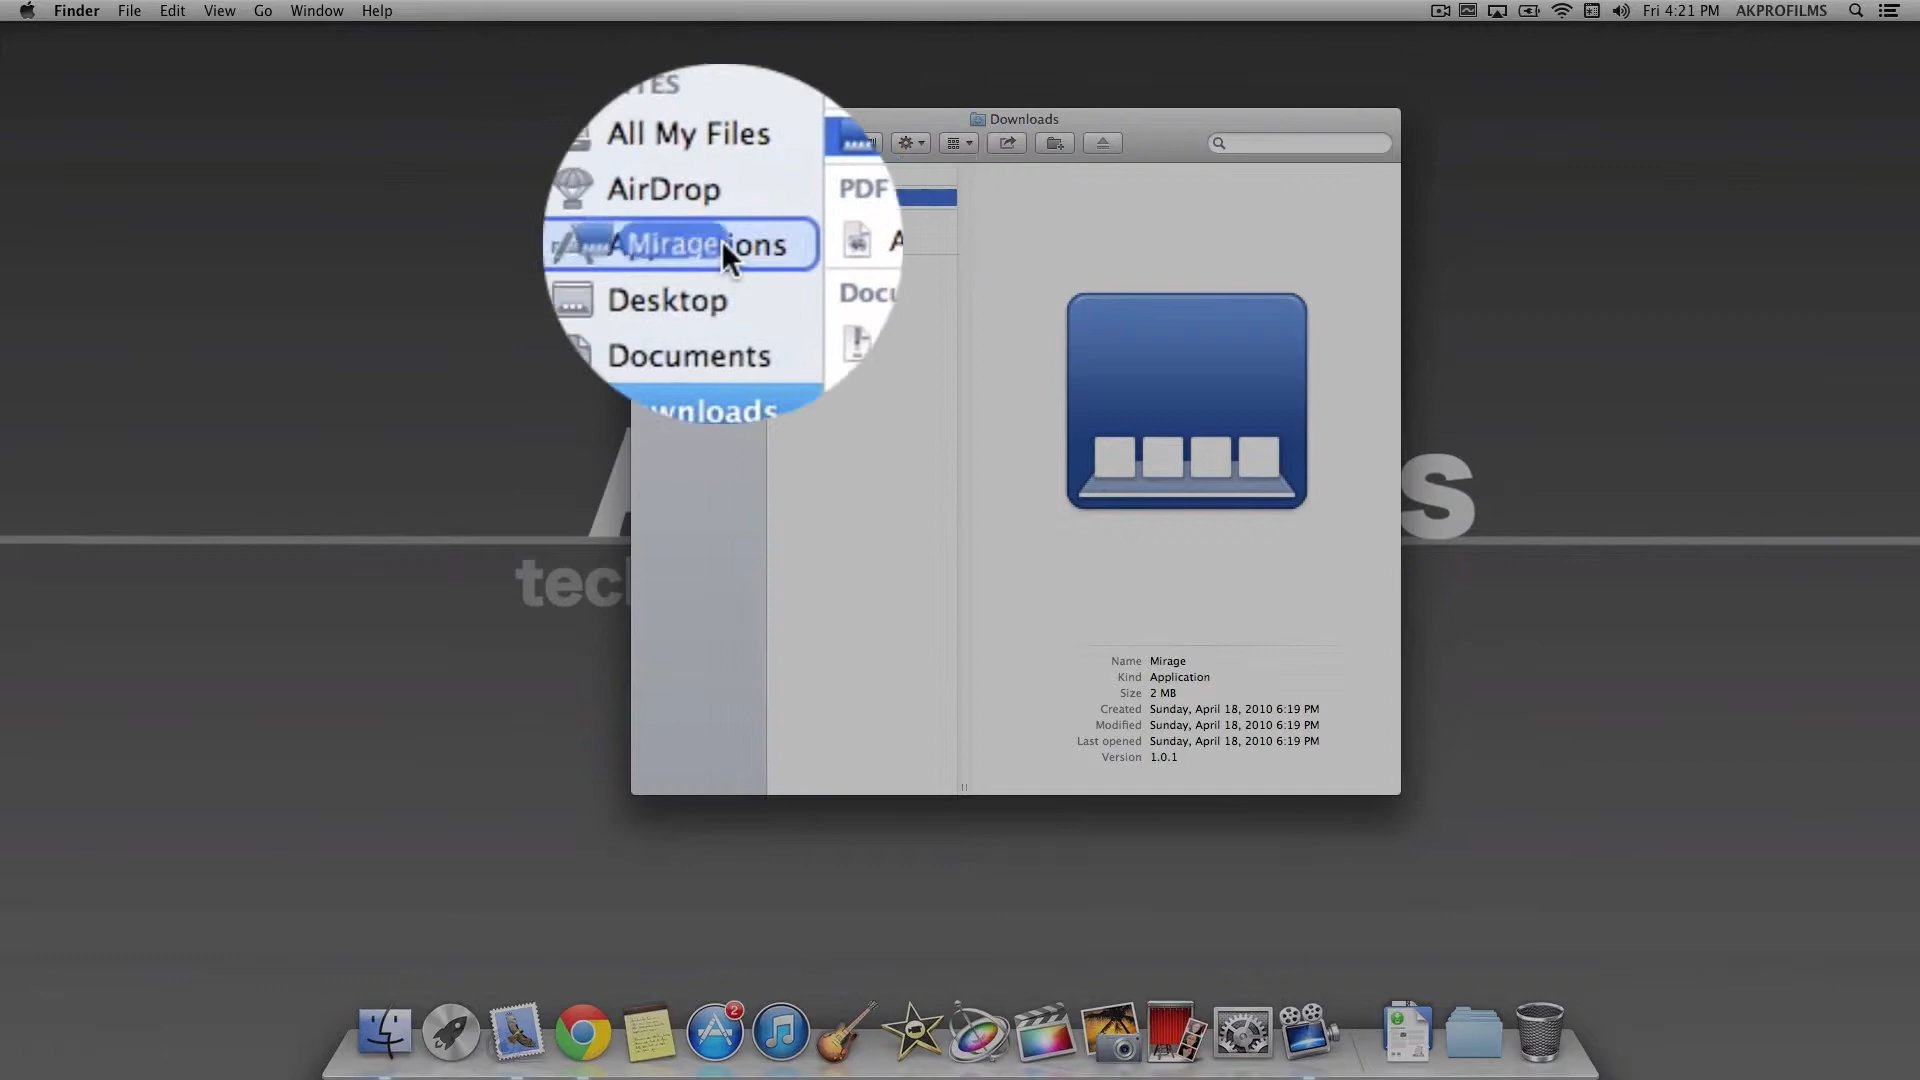 Finder File Edit View Go Window Help
Fri 4:21 PM AKPROFILMS
Downloads
All My Files
AirDrop
Mirage
ions
Desktop
Documents
wnloads
PDF
A
Docu
A
s
tec
Name Mirage
Kind Application
Size 2 MB
Created Sunday, April 18, 2010 6:19 PM
Modified Sunday, April 18, 2010 6:19 PM
Last opened Sunday, April 18, 2010 6:19 PM
Version 1.0.1
2